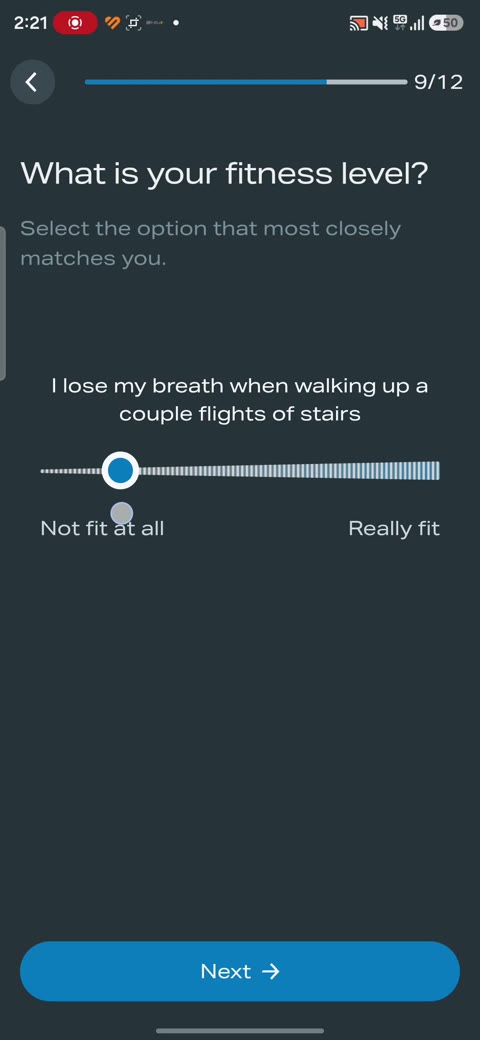 2:21
5G
50
9/12
What is your fitness level?
Select the option that most closely
matches you.
I lose my breath when walking up a
couple flights of stairs
Not fit at all
Really fit
Next →